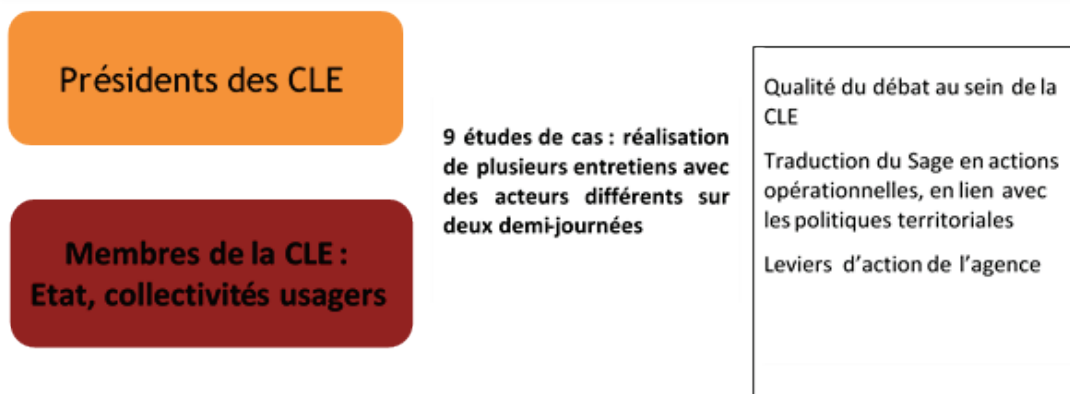 Présidents des CLE
Membres de la CLE :
Etat, collectivités usagers
9 études de cas : réalisation
de plusieurs entretiens avec
des acteurs différents sur
deux demi-journées
Qualité du débat au sein de la
CLE
Traduction du Sage en actions
opérationnelles, en lien avec
les politiques territoriales
Leviers d'action de l'agence